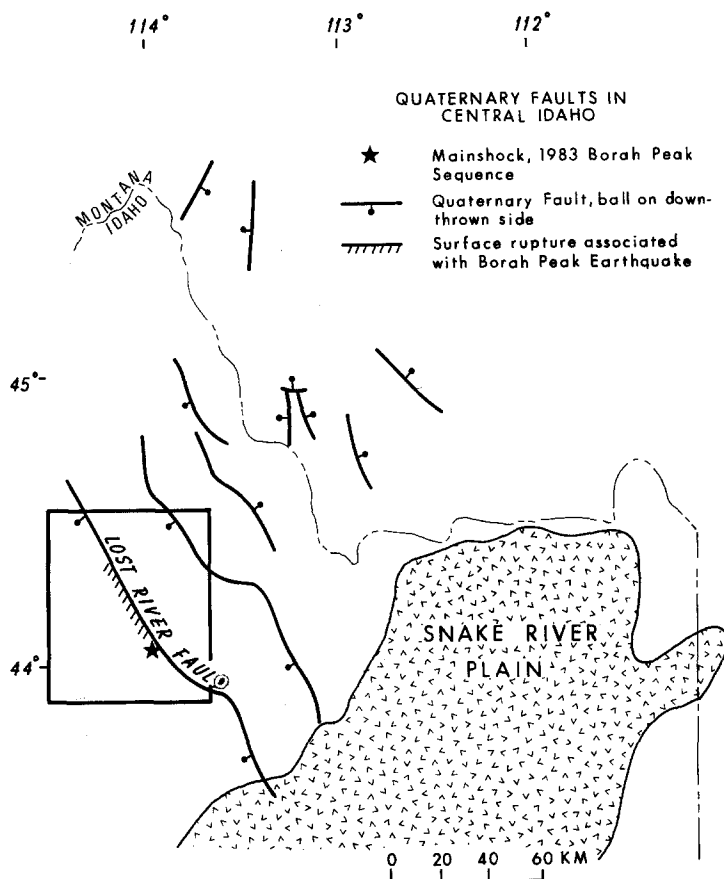 114°
113°
112°
QUATERNARY FAULTS IN
CENTRAL IDAHO
Mainshock, 1983 Borah Peak
Sequence
Quaternary Fault, ball on down-
thrown side
Surface rupture associated
with Borah Peak Earthquake
MONTANA
IDAHO
45°
LOST RIVER FAUL
44°
SNAKE RIVER
PLAIN
0 20 40 60 KM